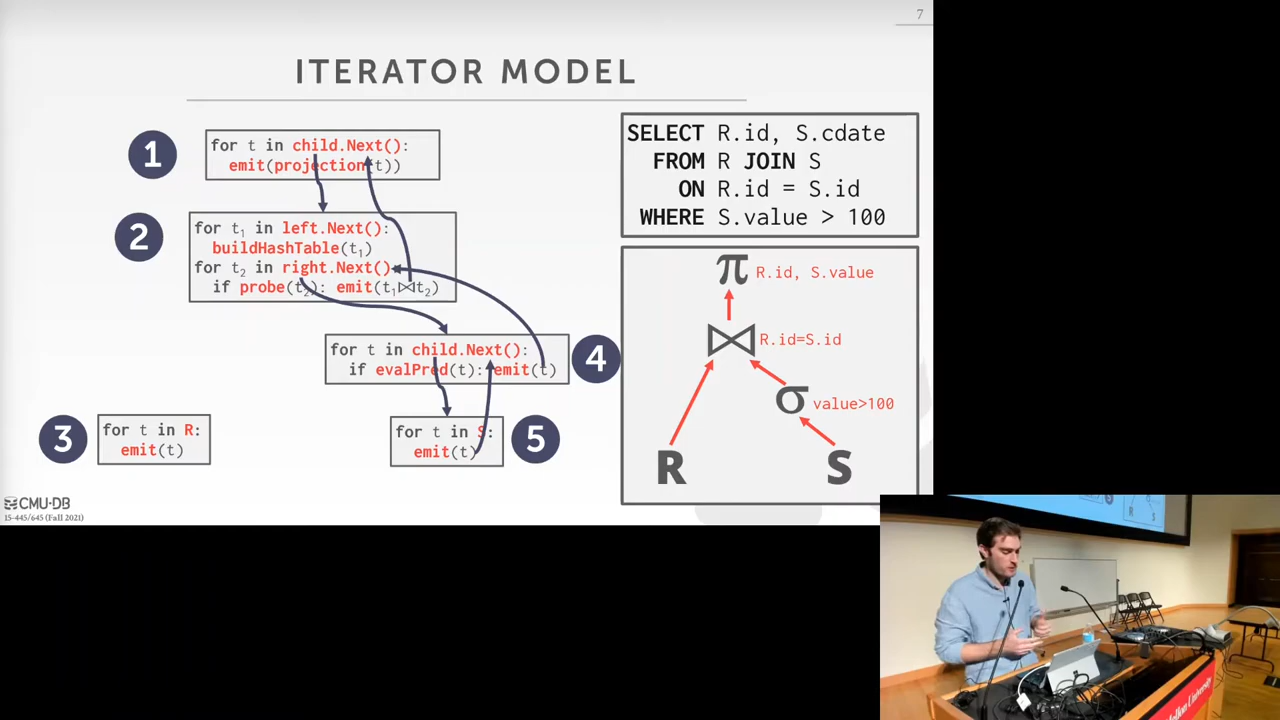 7
ITERATOR MODEL
1
for t in child.Next():
emit(projection(t))
2
for t1 in left.Next():
buildHashTable(t1)
for t2 in right.Next():
if probe(t2): emit(t1⋈t2)
4
for t in child.Next():
if evalPred(t): emit(t)
3
for t in R:
emit(t)
for t in S:
emit(t)
5
SELECT R.id, S.cdate
FROM R JOIN S
ON R.id = S.id
WHERE S.value > 100
π R.id, S.value
⋈ R.id=S.id
σ value>100
R S
CMU·DB
15-445/645 (Fall 2021)